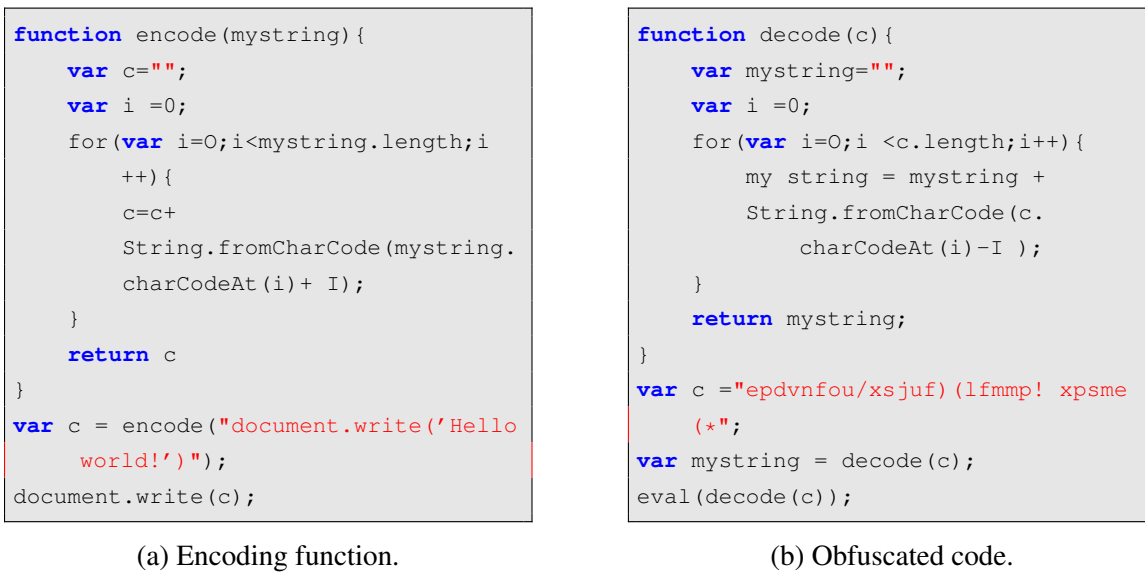 function encode(mystring){
var c="";
var i =0;
for(var i=O;i<mystring.length;i
++){
c=c+
String.fromCharCode(mystring.
charCodeAt(i)+ I);
}
return c
}
var c = encode("document.write('Hello
world!')");
document.write(c);
(a) Encoding function.
function decode(c){
var mystring="";
var i =0;
for(var i=O;i <c.length;i++){
my string = mystring +
String.fromCharCode(c.
charCodeAt(i)-I );
}
return mystring;
}
var c ="epdvnfou/xsjuf)(lfmmp! xpsme
(*";
var mystring = decode(c);
eval(decode(c));
(b) Obfuscated code.